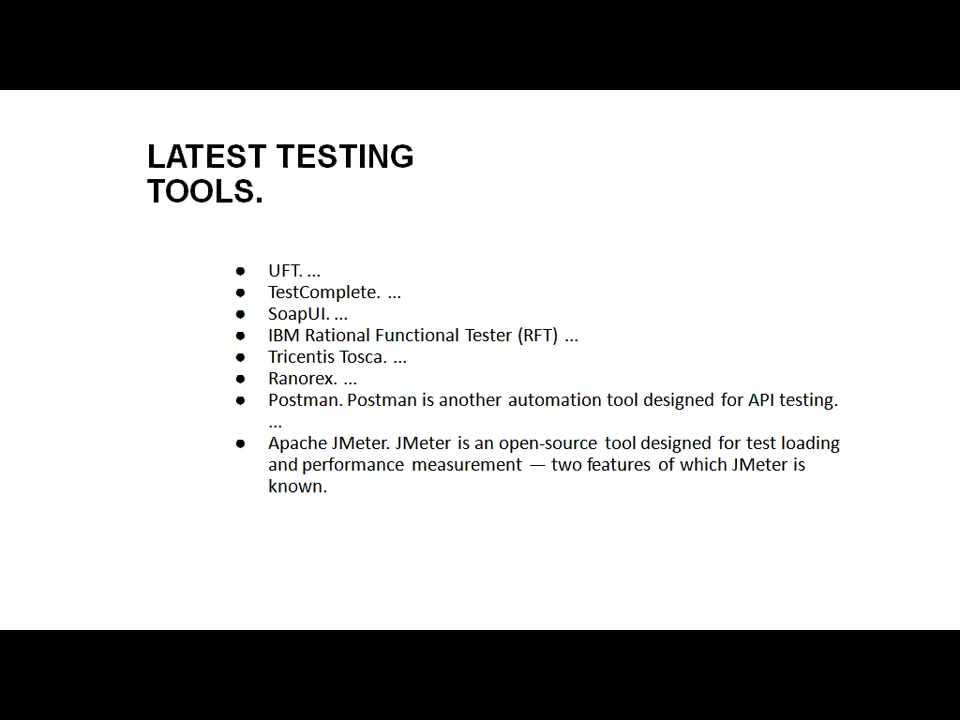 LATEST TESTING
TOOLS.
● UFT. ...
● TestComplete. ...
● SoapUI. ...
● IBM Rational Functional Tester (RFT) ...
● Tricentis Tosca. ...
● Ranorex. ...
● Postman. Postman is another automation tool designed for API testing.
...
● Apache JMeter. JMeter is an open-source tool designed for test loading
and performance measurement — two features of which JMeter is
known.